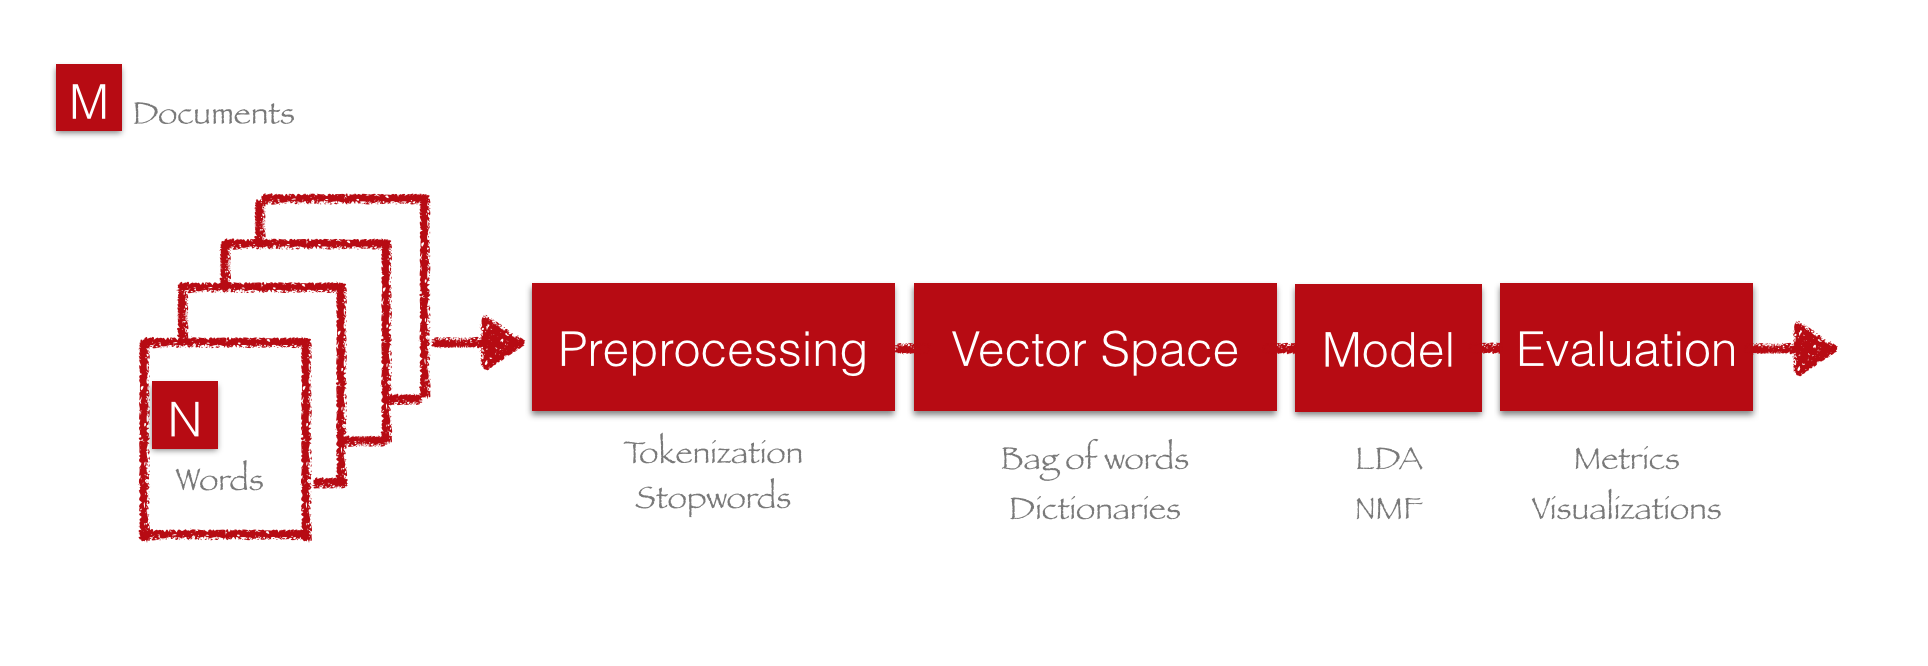 M Documents
N
Words
Preprocessing
Tokenization
Stopwords
Vector Space
Bag of words
Dictionaries
Model
LDA
NMF
Evaluation
Metrics
Visualizations